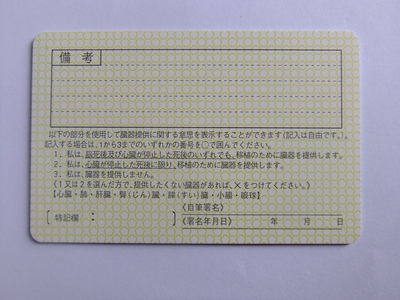 備考
以下の部分を使用して臓器提供に関する意思を表示することができます（記入は自由です。）。
記入する場合は、1から3までのいずれかの番号を○で囲んでください。
1．私は、脳死後及び心臓が停止した死後のいずれでも、移植のために臓器を提供します。
2．私は、心臓が停止した死後に限り、移植のために臓器を提供します。
3．私は、臓器を提供しません。
〈1又は2を選んだ方で、提供したくない臓器があれば、×をつけてください。〉
【心臓・肺・肝臓・腎（じん）臓・膵（すい）臓・小腸・眼球】
〔特記欄：
〈自筆署名〉
〈署名年月日〉 年 月 日